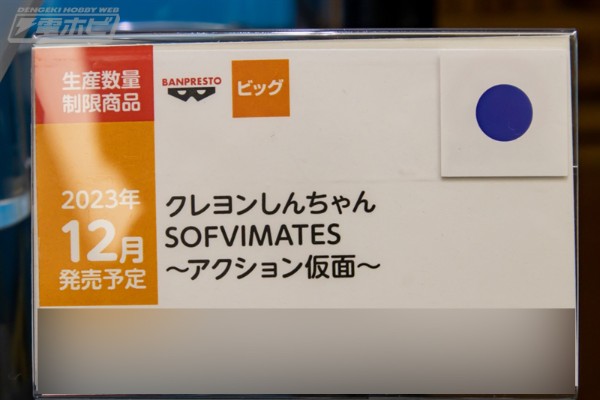 DENGEKI HOBBY WEB
電ホビ
生産数量
制限商品
BANPRESTO
ビッグ
2023年
12月
発売予定
クレヨンしんちゃん
SOFVIMATES
～アクション仮面～